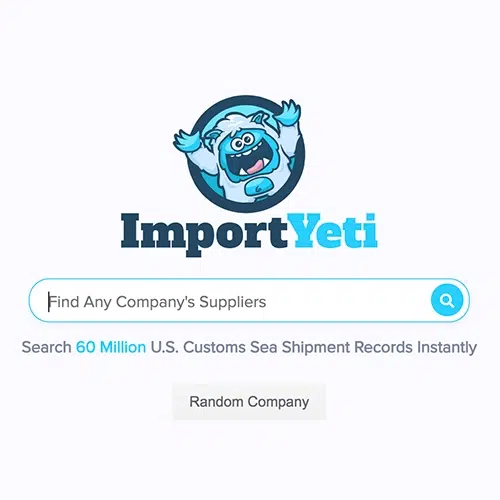 ImportYeti
Find Any Company's Suppliers
Search 60 Million U.S. Customs Sea Shipment Records Instantly
Random Company